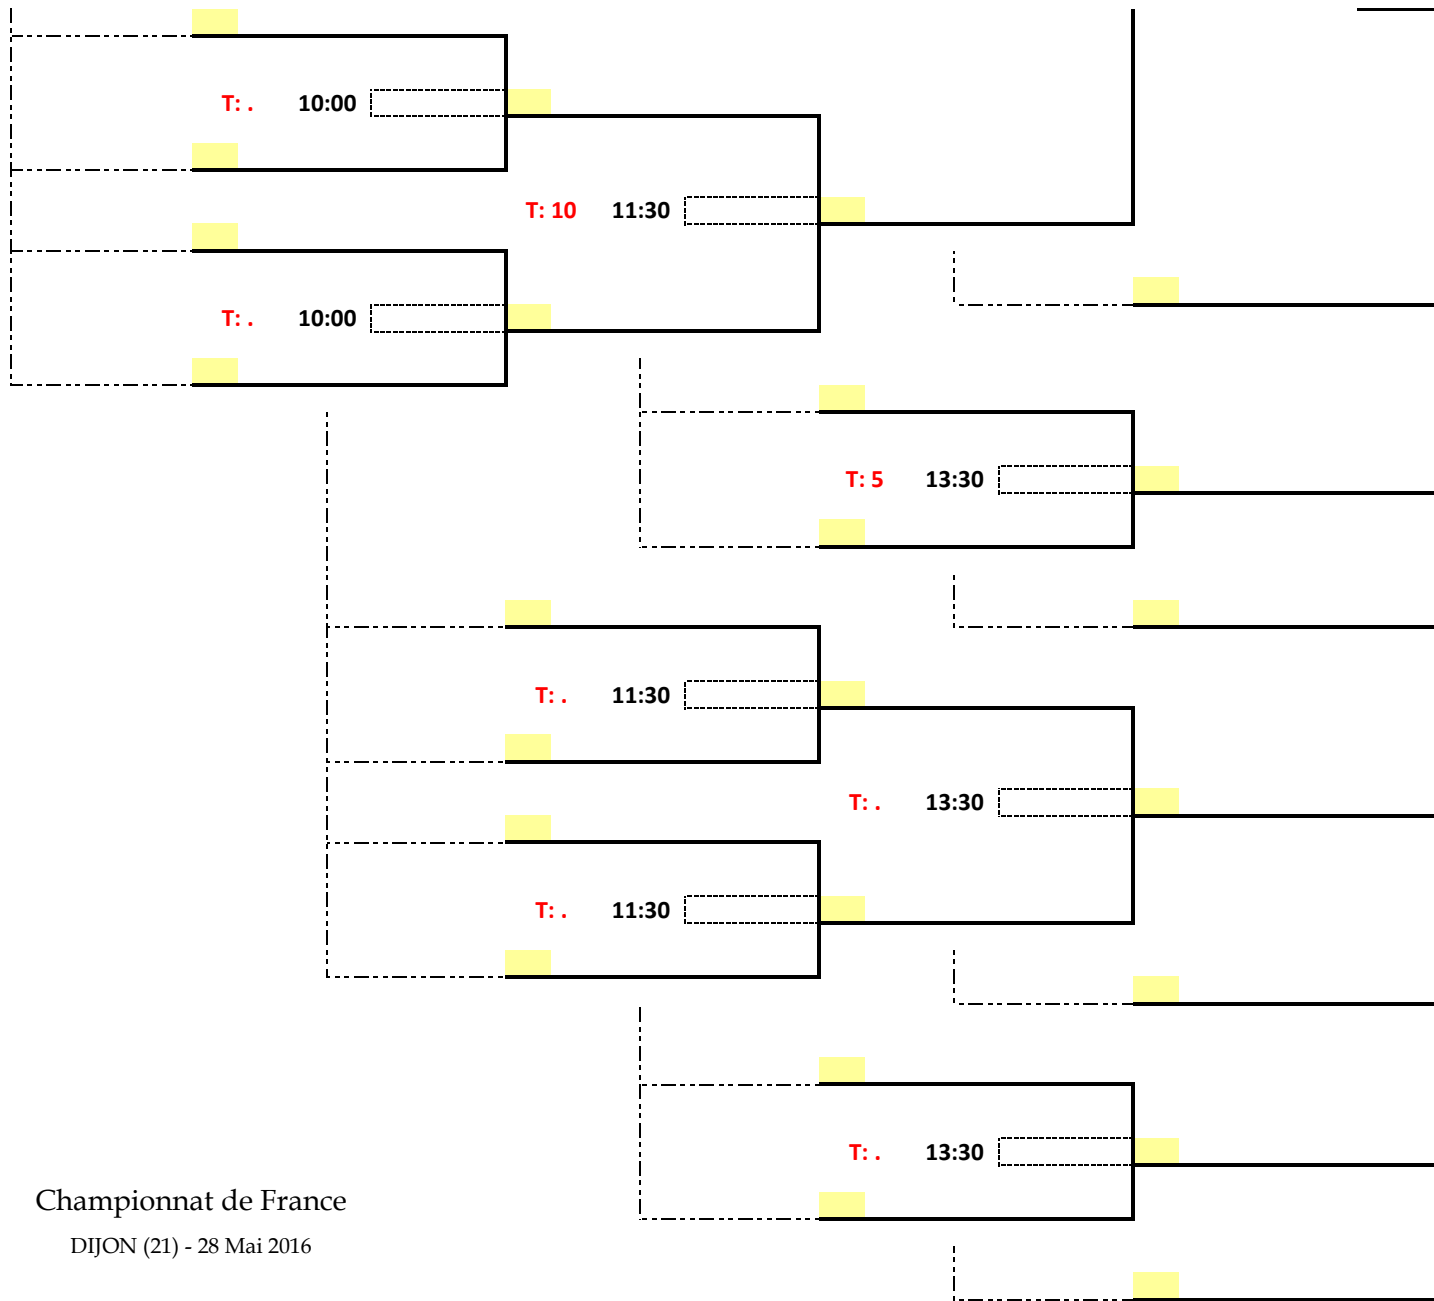 T: . 10:00
T: 10 11:30
T: . 10:00
T: 5 13:30
T: . 11:30
T: . 13:30
T: . 11:30
T: . 13:30
Championnat de France
DIJON (21) - 28 Mai 2016